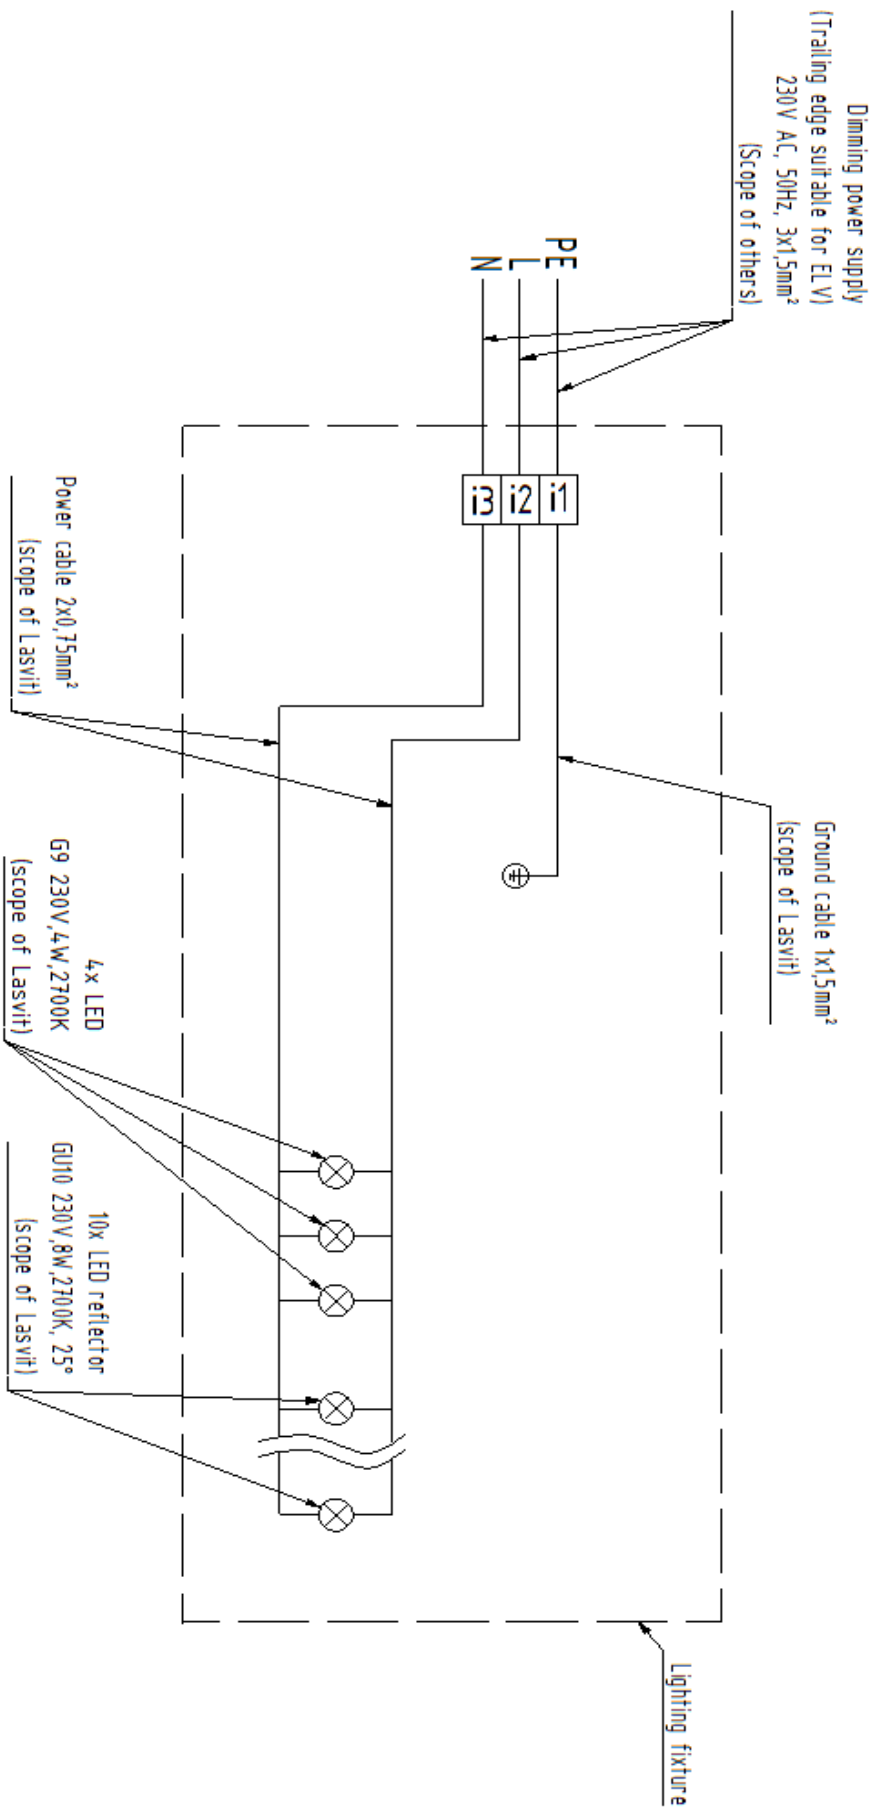 Dimming power supply
(Trailing edge suitable for ELV)
230V AC, 50Hz, 3x1,5mm²
(Scope of others)
PE
L
N
i1
i2
i3
Ground cable 1x1,5mm²
(scope of Lasvit)
Lighting fixture
Power cable 2x0,75mm²
(scope of Lasvit)
4x LED
G9 230V,4W,2700K
(scope of Lasvit)
10x LED reflector
GU10 230V,8W,2700K, 25°
(scope of Lasvit)